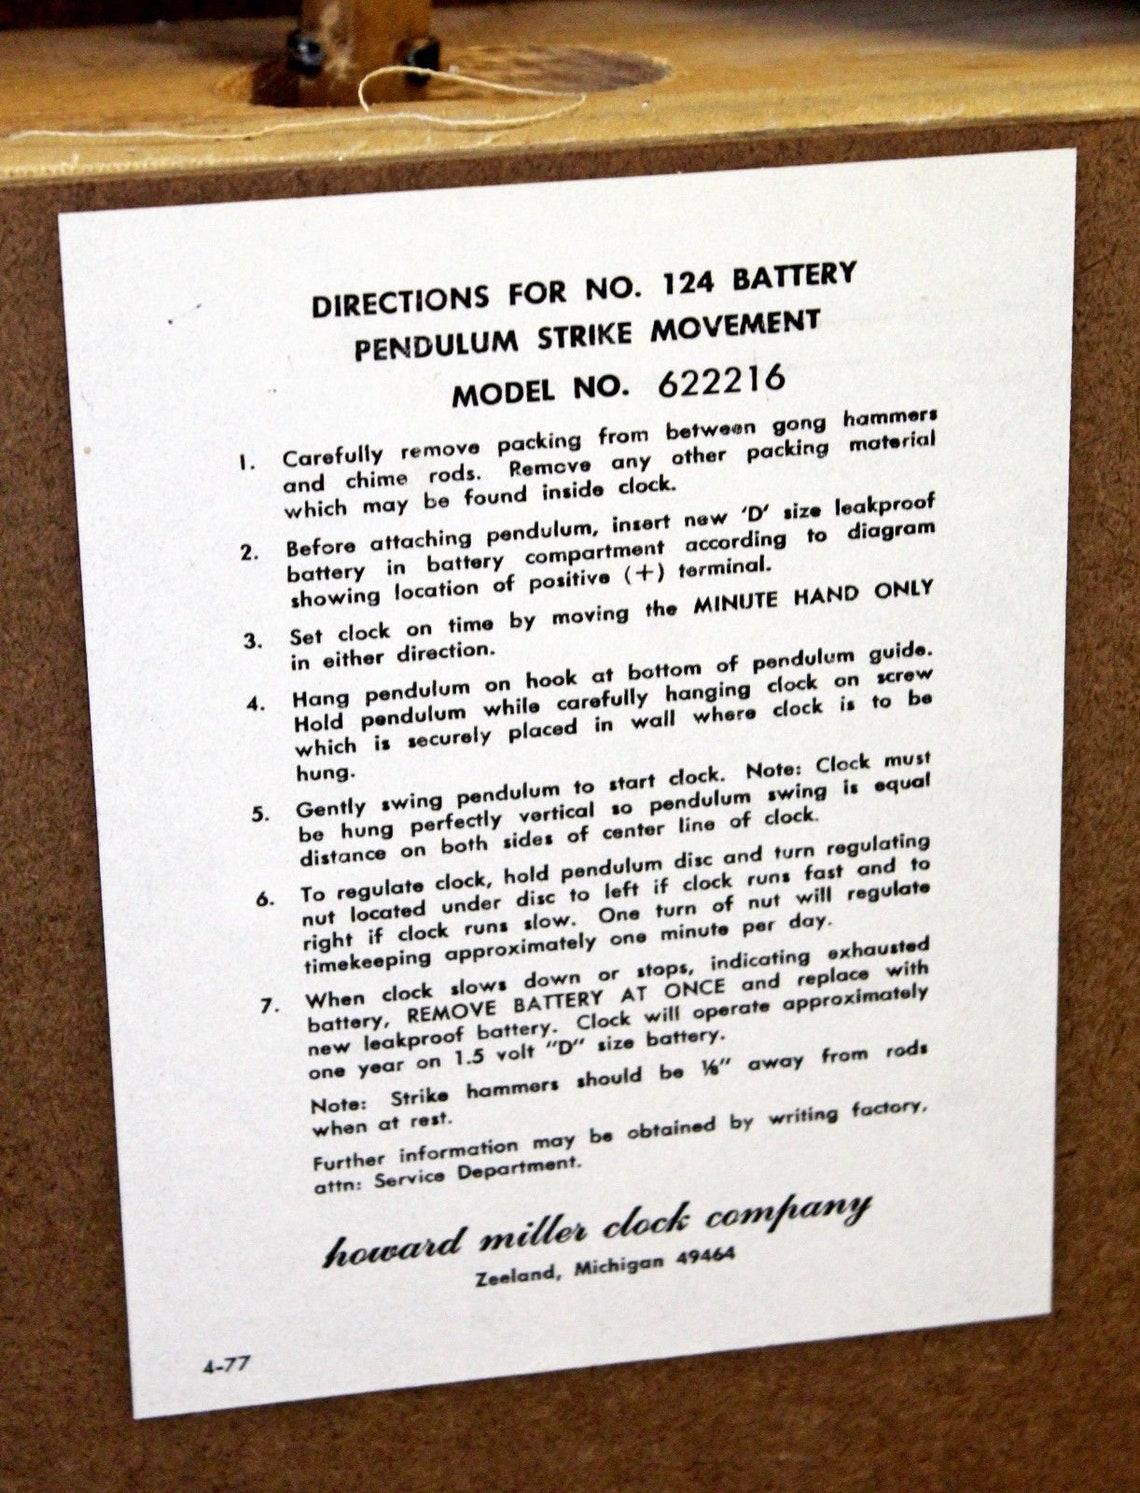 DIRECTIONS FOR NO. 124 BATTERY
PENDULUM STRIKE MOVEMENT
MODEL NO. 622216
1. Carefully remove packing from between gong hammers
and chime rods. Remove any other packing material
which may be found inside clock.
2. Before attaching pendulum, insert new 'D' size leakproof
battery in battery compartment according to diagram
showing location of positive (+) terminal.
3. Set clock on time by moving the MINUTE HAND ONLY
in either direction.
4. Hang pendulum on hook at bottom of pendulum guide.
Hold pendulum while carefully hanging clock on screw
which is securely placed in wall where clock is to be
hung.
5. Gently swing pendulum to start clock. Note: Clock must
be hung perfectly vertical so pendulum swing is equal
distance on both sides of center line of clock.
6. To regulate clock, hold pendulum disc and turn regulating
nut located under disc to left if clock runs fast and to
right if clock runs slow. One turn of nut will regulate
timekeeping approximately one minute per day.
7. When clock slows down or stops, indicating exhausted
battery, REMOVE BATTERY AT ONCE and replace with
new leakproof battery. Clock will operate approximately
one year on 1.5 volt "D" size battery.
Note: Strike hammers should be ⅛" away from rods
when at rest.
Further information may be obtained by writing factory,
attn: Service Department.
howard miller clock company
Zeeland, Michigan 49464
4-77